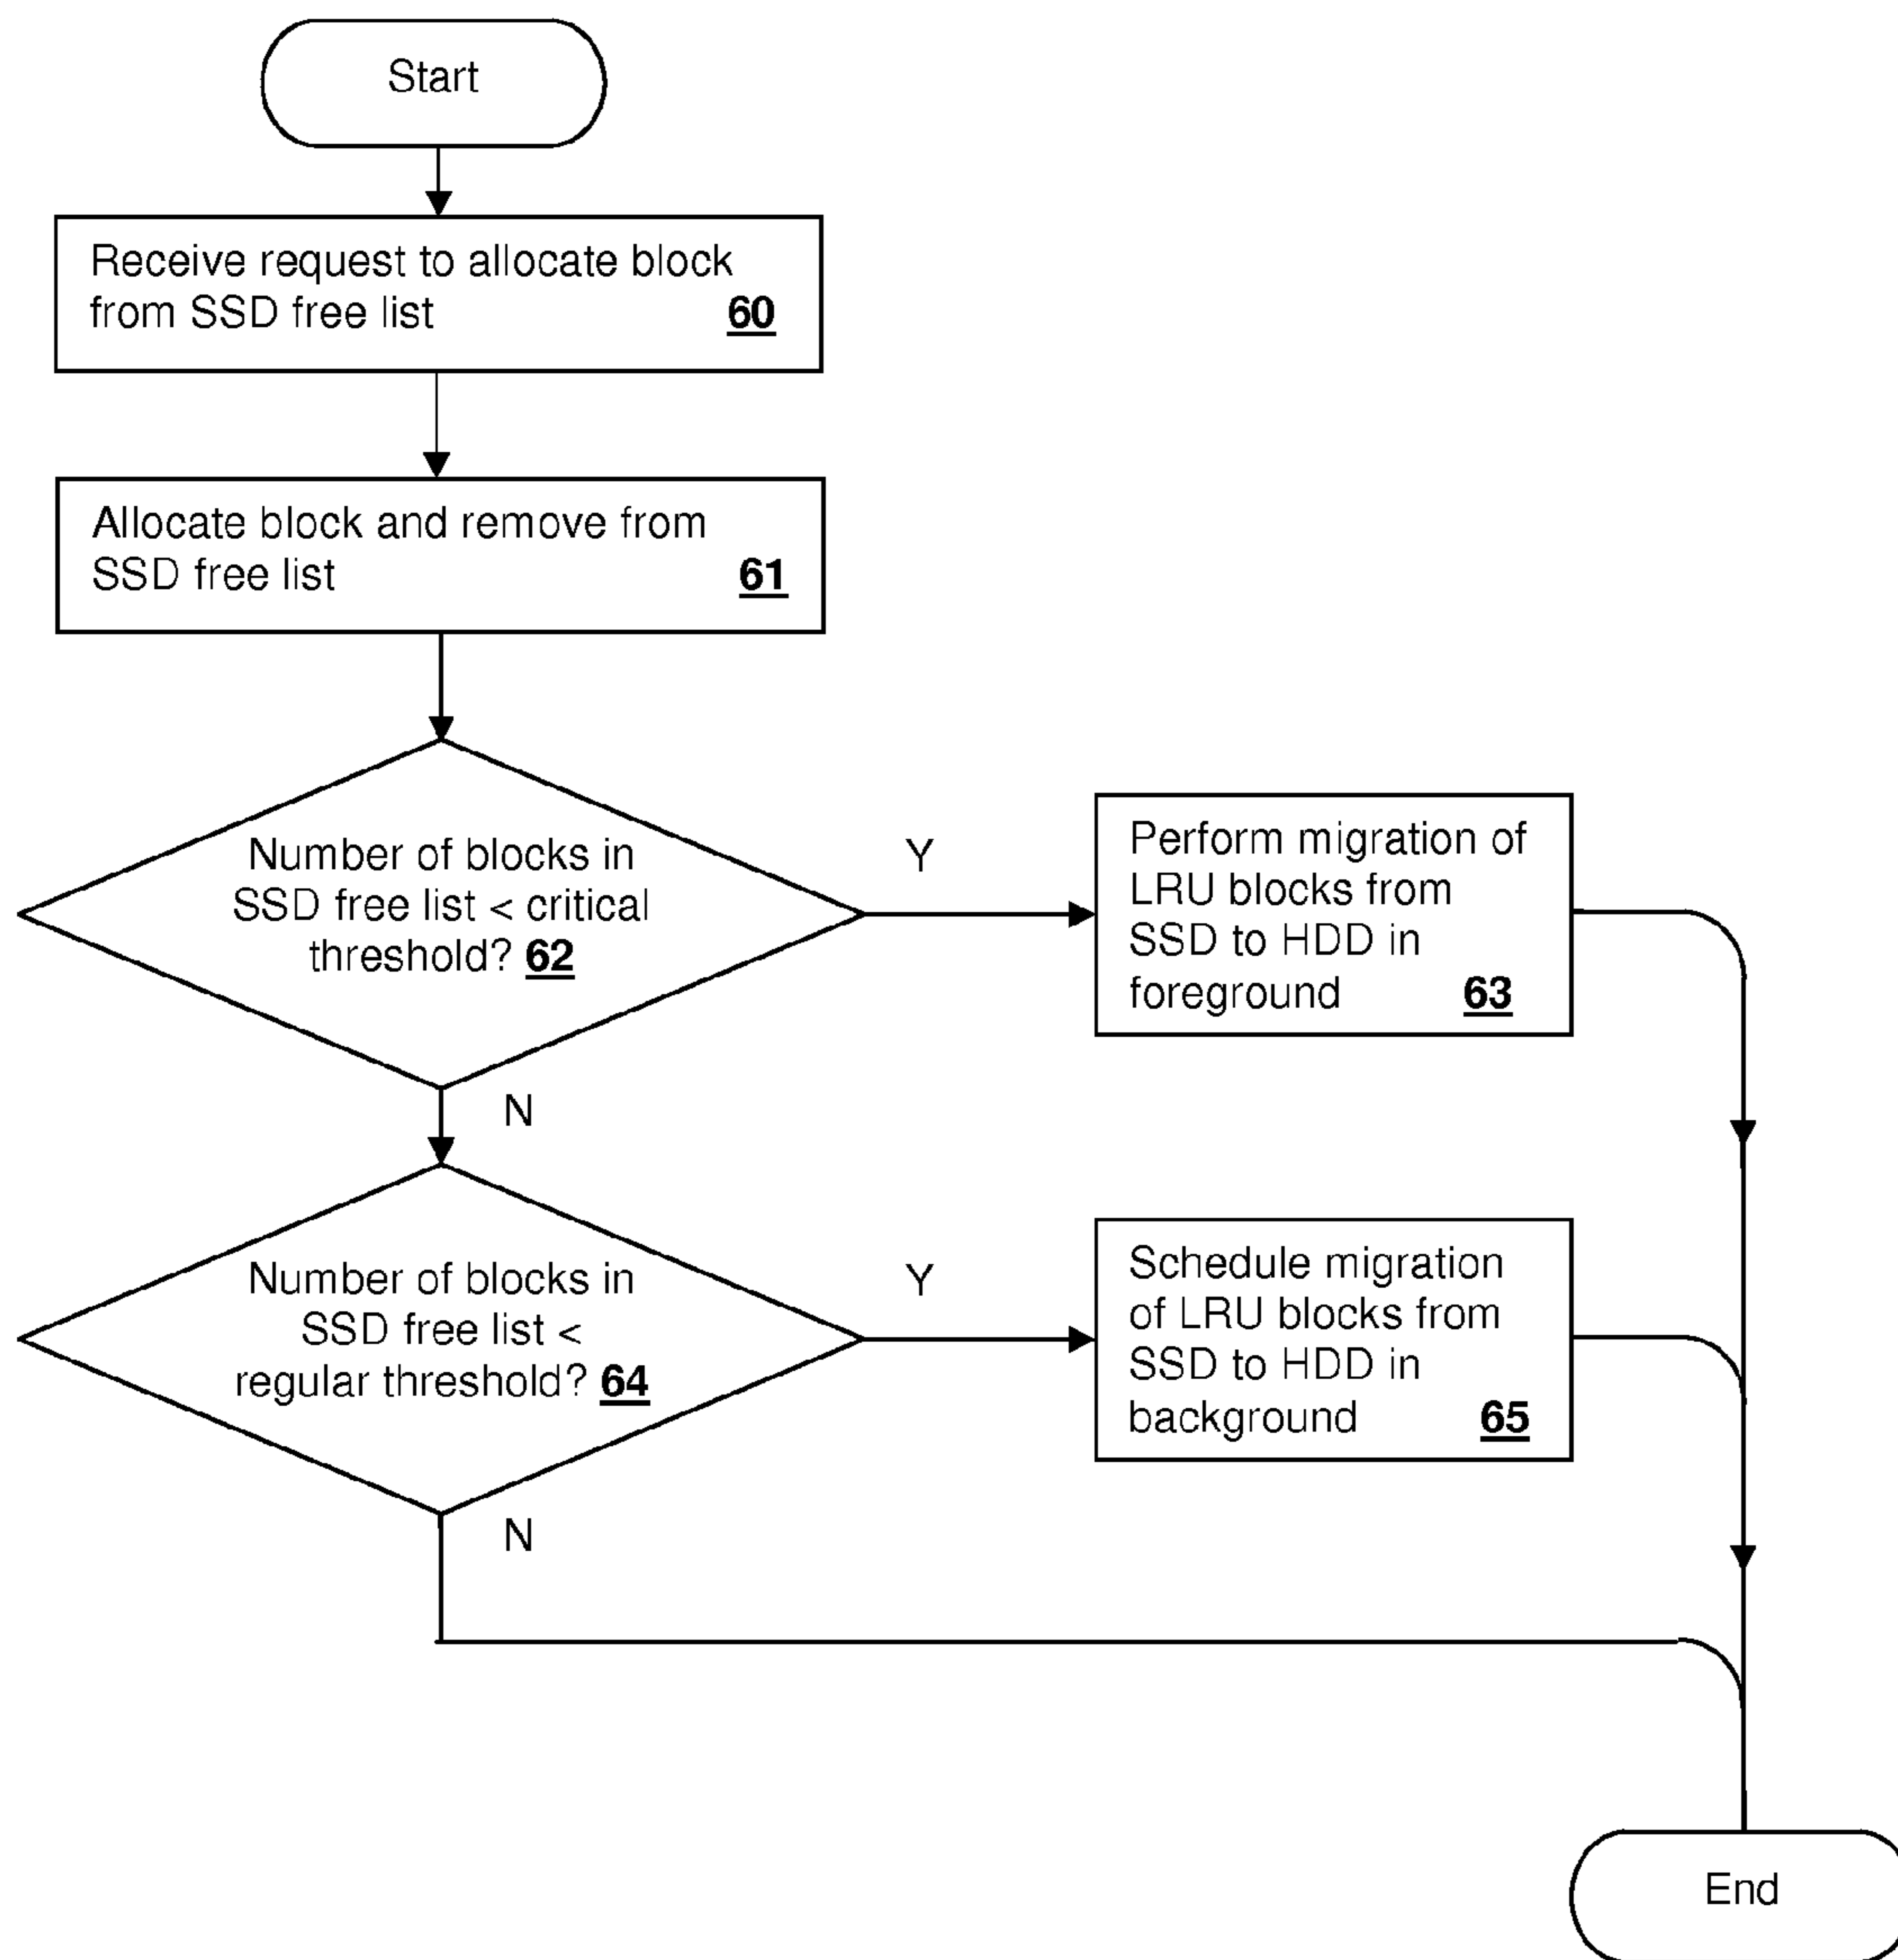 Start
Receive request to allocate block
from SSD free list 60
Allocate block and remove from
SSD free list 61
Number of blocks in
SSD free list < critical
threshold? 62
Y
Perform migration of
LRU blocks from
SSD to HDD in
foreground 63
N
Number of blocks in
SSD free list <
regular threshold? 64
Y
Schedule migration
of LRU blocks from
SSD to HDD in
background 65
N
End